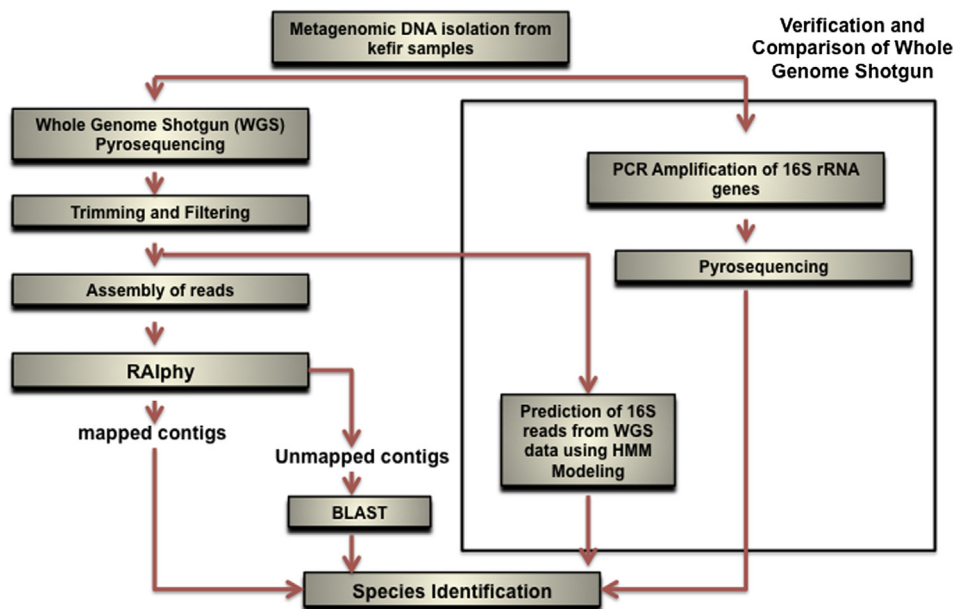 Metagenomic DNA isolation from
kefir samples
Verification and
Comparison of Whole
Genome Shotgun
Whole Genome Shotgun (WGS)
Pyrosequencing
PCR Amplification of 16S rRNA
genes
Trimming and Filtering
Pyrosequencing
Assembly of reads
RAIphy
mapped contigs
Prediction of 16S
reads from WGS
data using HMM
Modeling
Unmapped contigs
BLAST
Species Identification